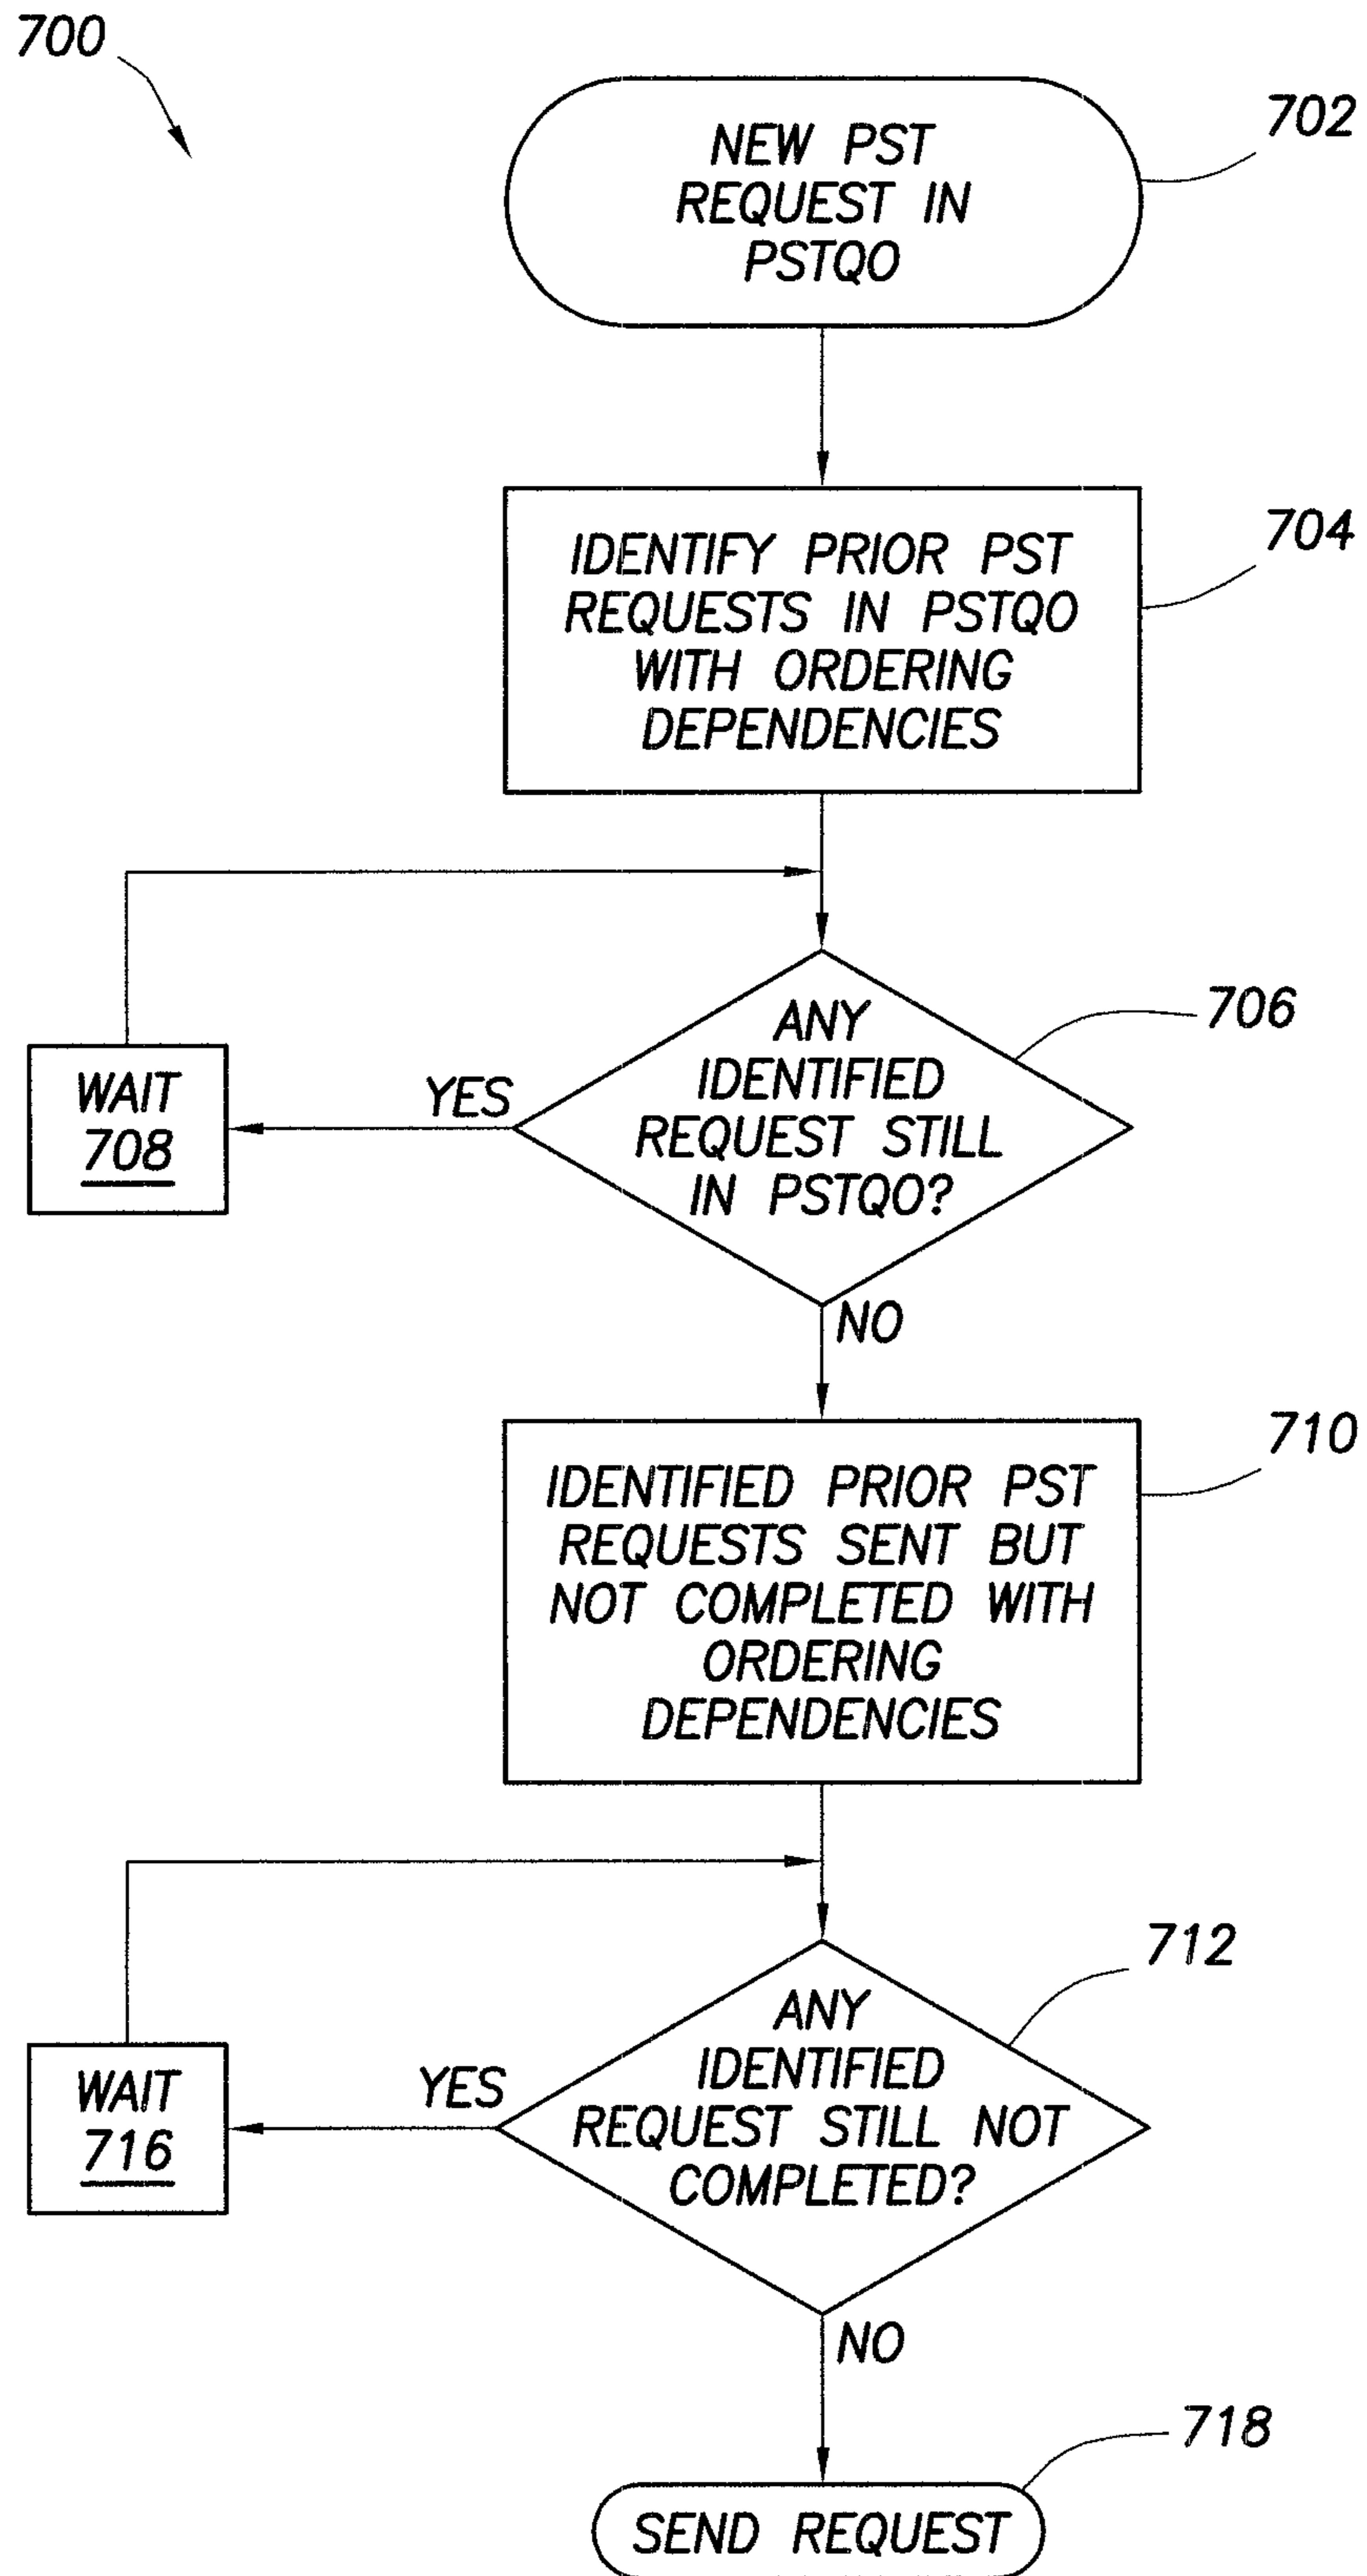 700
702
NEW PST
REQUEST IN
PSTQO
704
IDENTIFY PRIOR PST
REQUESTS IN PSTQO
WITH ORDERING
DEPENDENCIES
706
ANY
IDENTIFIED
REQUEST STILL
IN PSTQO?
YES
WAIT
708
NO
710
IDENTIFIED PRIOR PST
REQUESTS SENT BUT
NOT COMPLETED WITH
ORDERING
DEPENDENCIES
712
ANY
IDENTIFIED
REQUEST STILL NOT
COMPLETED?
YES
WAIT
716
NO
718
SEND REQUEST